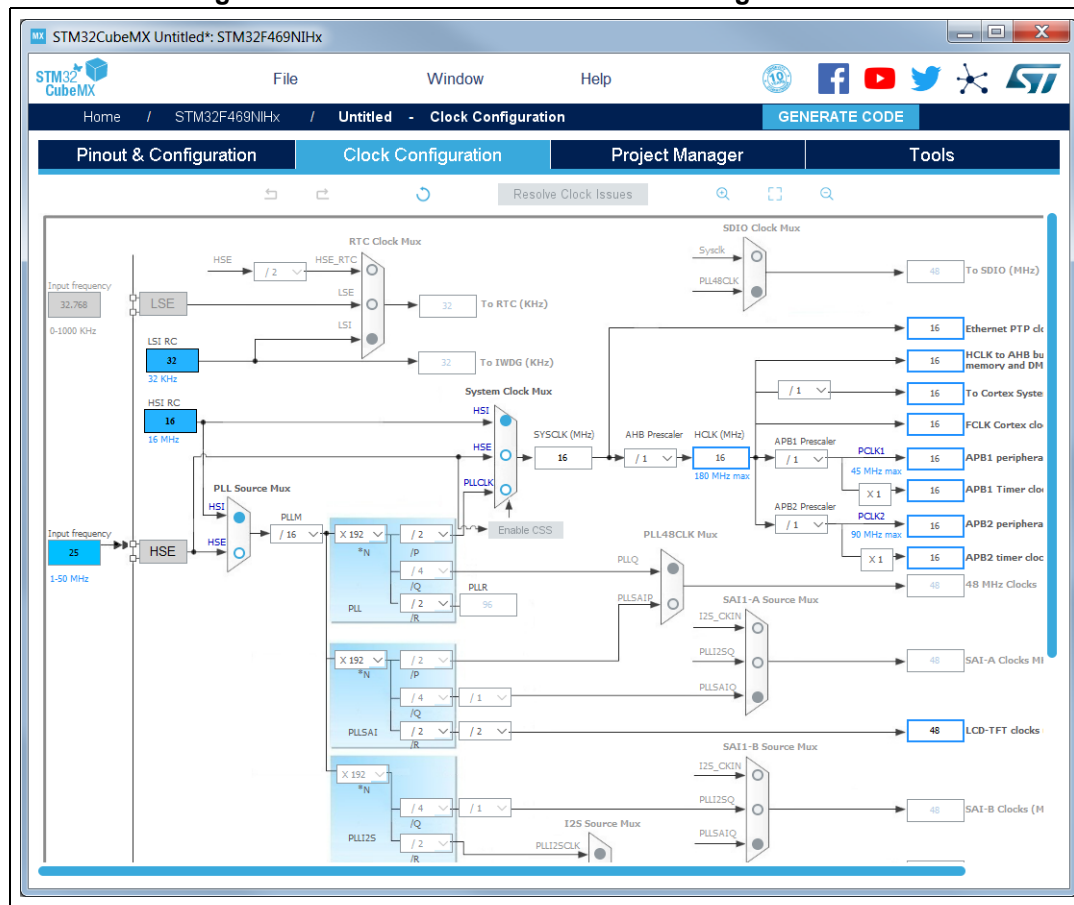 MX STM32CubeMX Untitled*: STM32F469NIHx
STM32
CubeMX
File Window Help
10
ST
Home / STM32F469NIHx / Untitled - Clock Configuration GENERATE CODE
Pinout & Configuration Clock Configuration Project Manager Tools
Resolve Clock Issues
RTC Clock Mux
HSE / 2 HSE_RTC
Input frequency
32.768
0-1000 KHz
LSE
LSE
LSI
32 To RTC (KHz)
LSI RC
32
32 KHz
32 To IWDG (KHz)
HSI RC
16
16 MHz
System Clock Mux
HSI
HSE
PLLCLK
SYSCLK (MHz)
16
AHB Prescaler
/ 1
HCLK (MHz)
16
180 MHz max
Enable CSS
SDIO Clock Mux
Sysclk
PLL48CLK
48 To SDIO (MHz)
16 Ethernet PTP clo
16 HCLK to AHB bu
memory and DM
/ 1 16 To Cortex Syste
16 FCLK Cortex clo
APB1 Prescaler
/ 1 PCLK1
45 MHz max
16 APB1 periphera
X 1 16 APB1 Timer clo
APB2 Prescaler
/ 1 PCLK2
90 MHz max
16 APB2 periphera
X 1 16 APB2 timer cloc
PLL Source Mux
HSI
HSE
PLLM
/ 16
Input frequency
25
1-50 MHz
HSE
X 192
*N
/ 2
/P
/ 4
/Q
/ 2
/R
PLL
PLLR
96
PLL48CLK Mux
PLLQ
PLLSAIP
48 48 MHz Clocks
X 192
*N
/ 2
/P
/ 4
/Q
/ 1
/ 2
/R
/ 2
PLLSAI
SAI1-A Source Mux
I2S_CKIN
PLLI2SQ
PLLSAIQ
48 SAI-A Clocks MI
48 LCD-TFT clocks
X 192
*N
/ 4
/Q
/ 1
/ 2
/R
PLLI2S
SAI1-B Source Mux
I2S_CKIN
PLLI2SQ
PLLSAIQ
48 SAI-B Clocks (M
I2S Source Mux
PLLI2SCLK